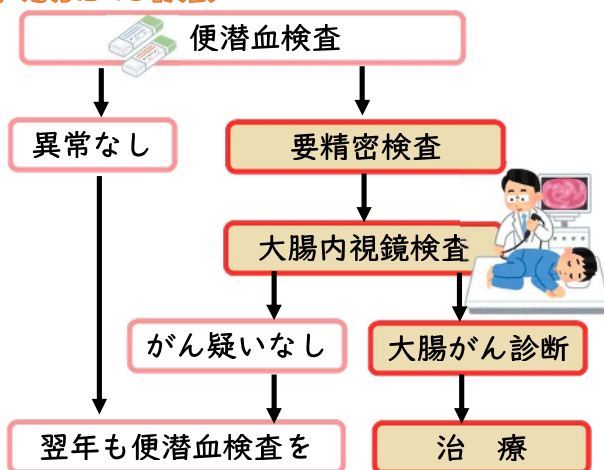 便潜血検査
異常なし
要精密検査
大腸内視鏡検査
がん疑いなし
大腸がん診断
翌年も便潜血検査を
治　療